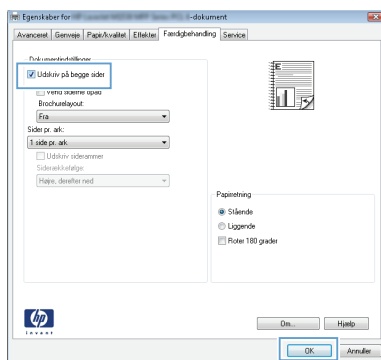 Egenskaber for -dokument
Avanceret Genveje Papir/kvalitet Effekter Færdigbehandling Service
Dokumentindstillinger
Udskriv på begge sider
Vend siderne opad
Brochurelayout:
Fra
Sider pr. ark:
1 side pr. ark
Udskriv siderammer
Siderækkefølge:
Højre, derefter ned
Papirretning
Stående
Liggende
Roter 180 grader
hp
invent
Om... Hjælp
OK Annuller